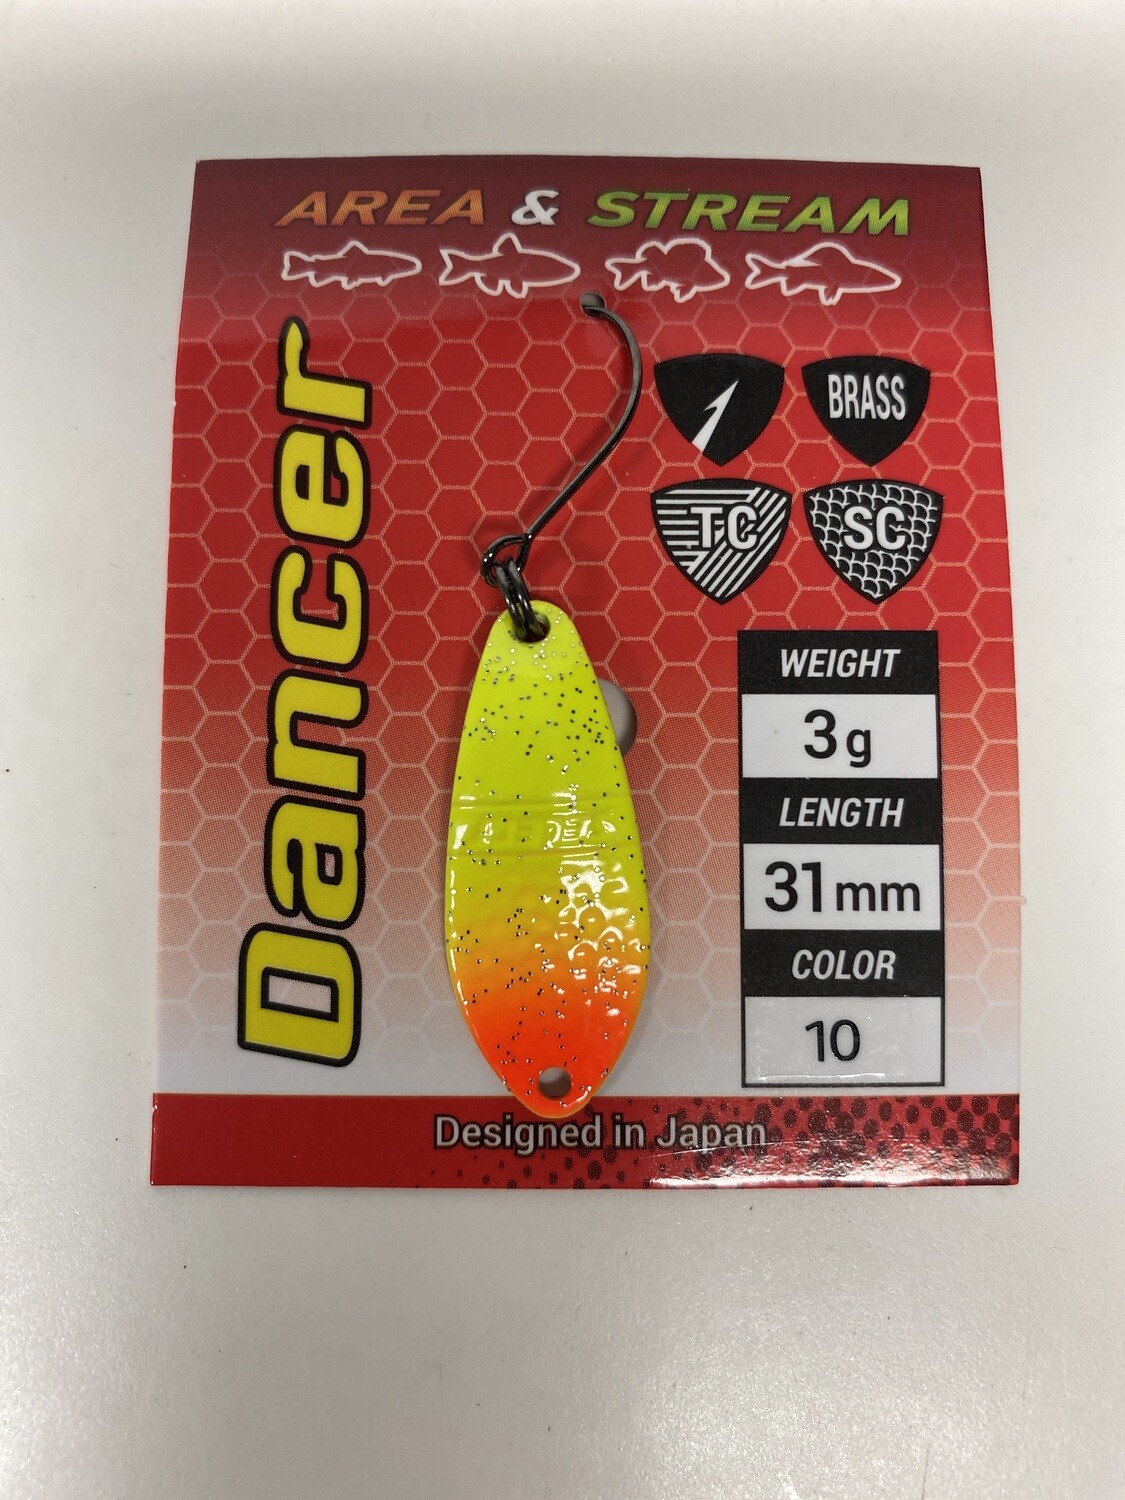 AREA & STREAM
Dancer
BRASS
TC
SC
WEIGHT
3g
LENGTH
31mm
COLOR
10
Designed in Japan